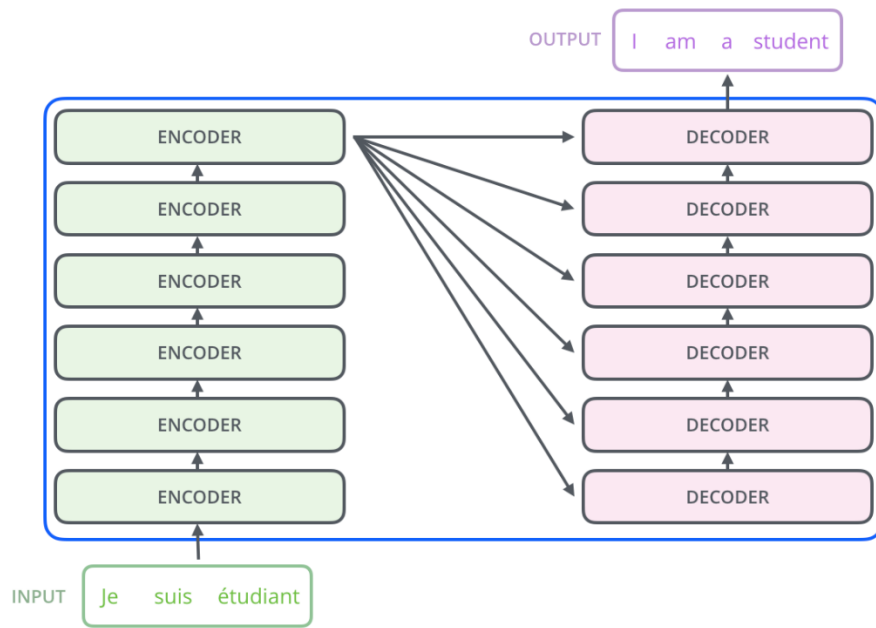 OUTPUT
I am a student
ENCODER
DECODER
ENCODER
DECODER
ENCODER
DECODER
ENCODER
DECODER
ENCODER
DECODER
ENCODER
DECODER
INPUT
Je suis étudiant